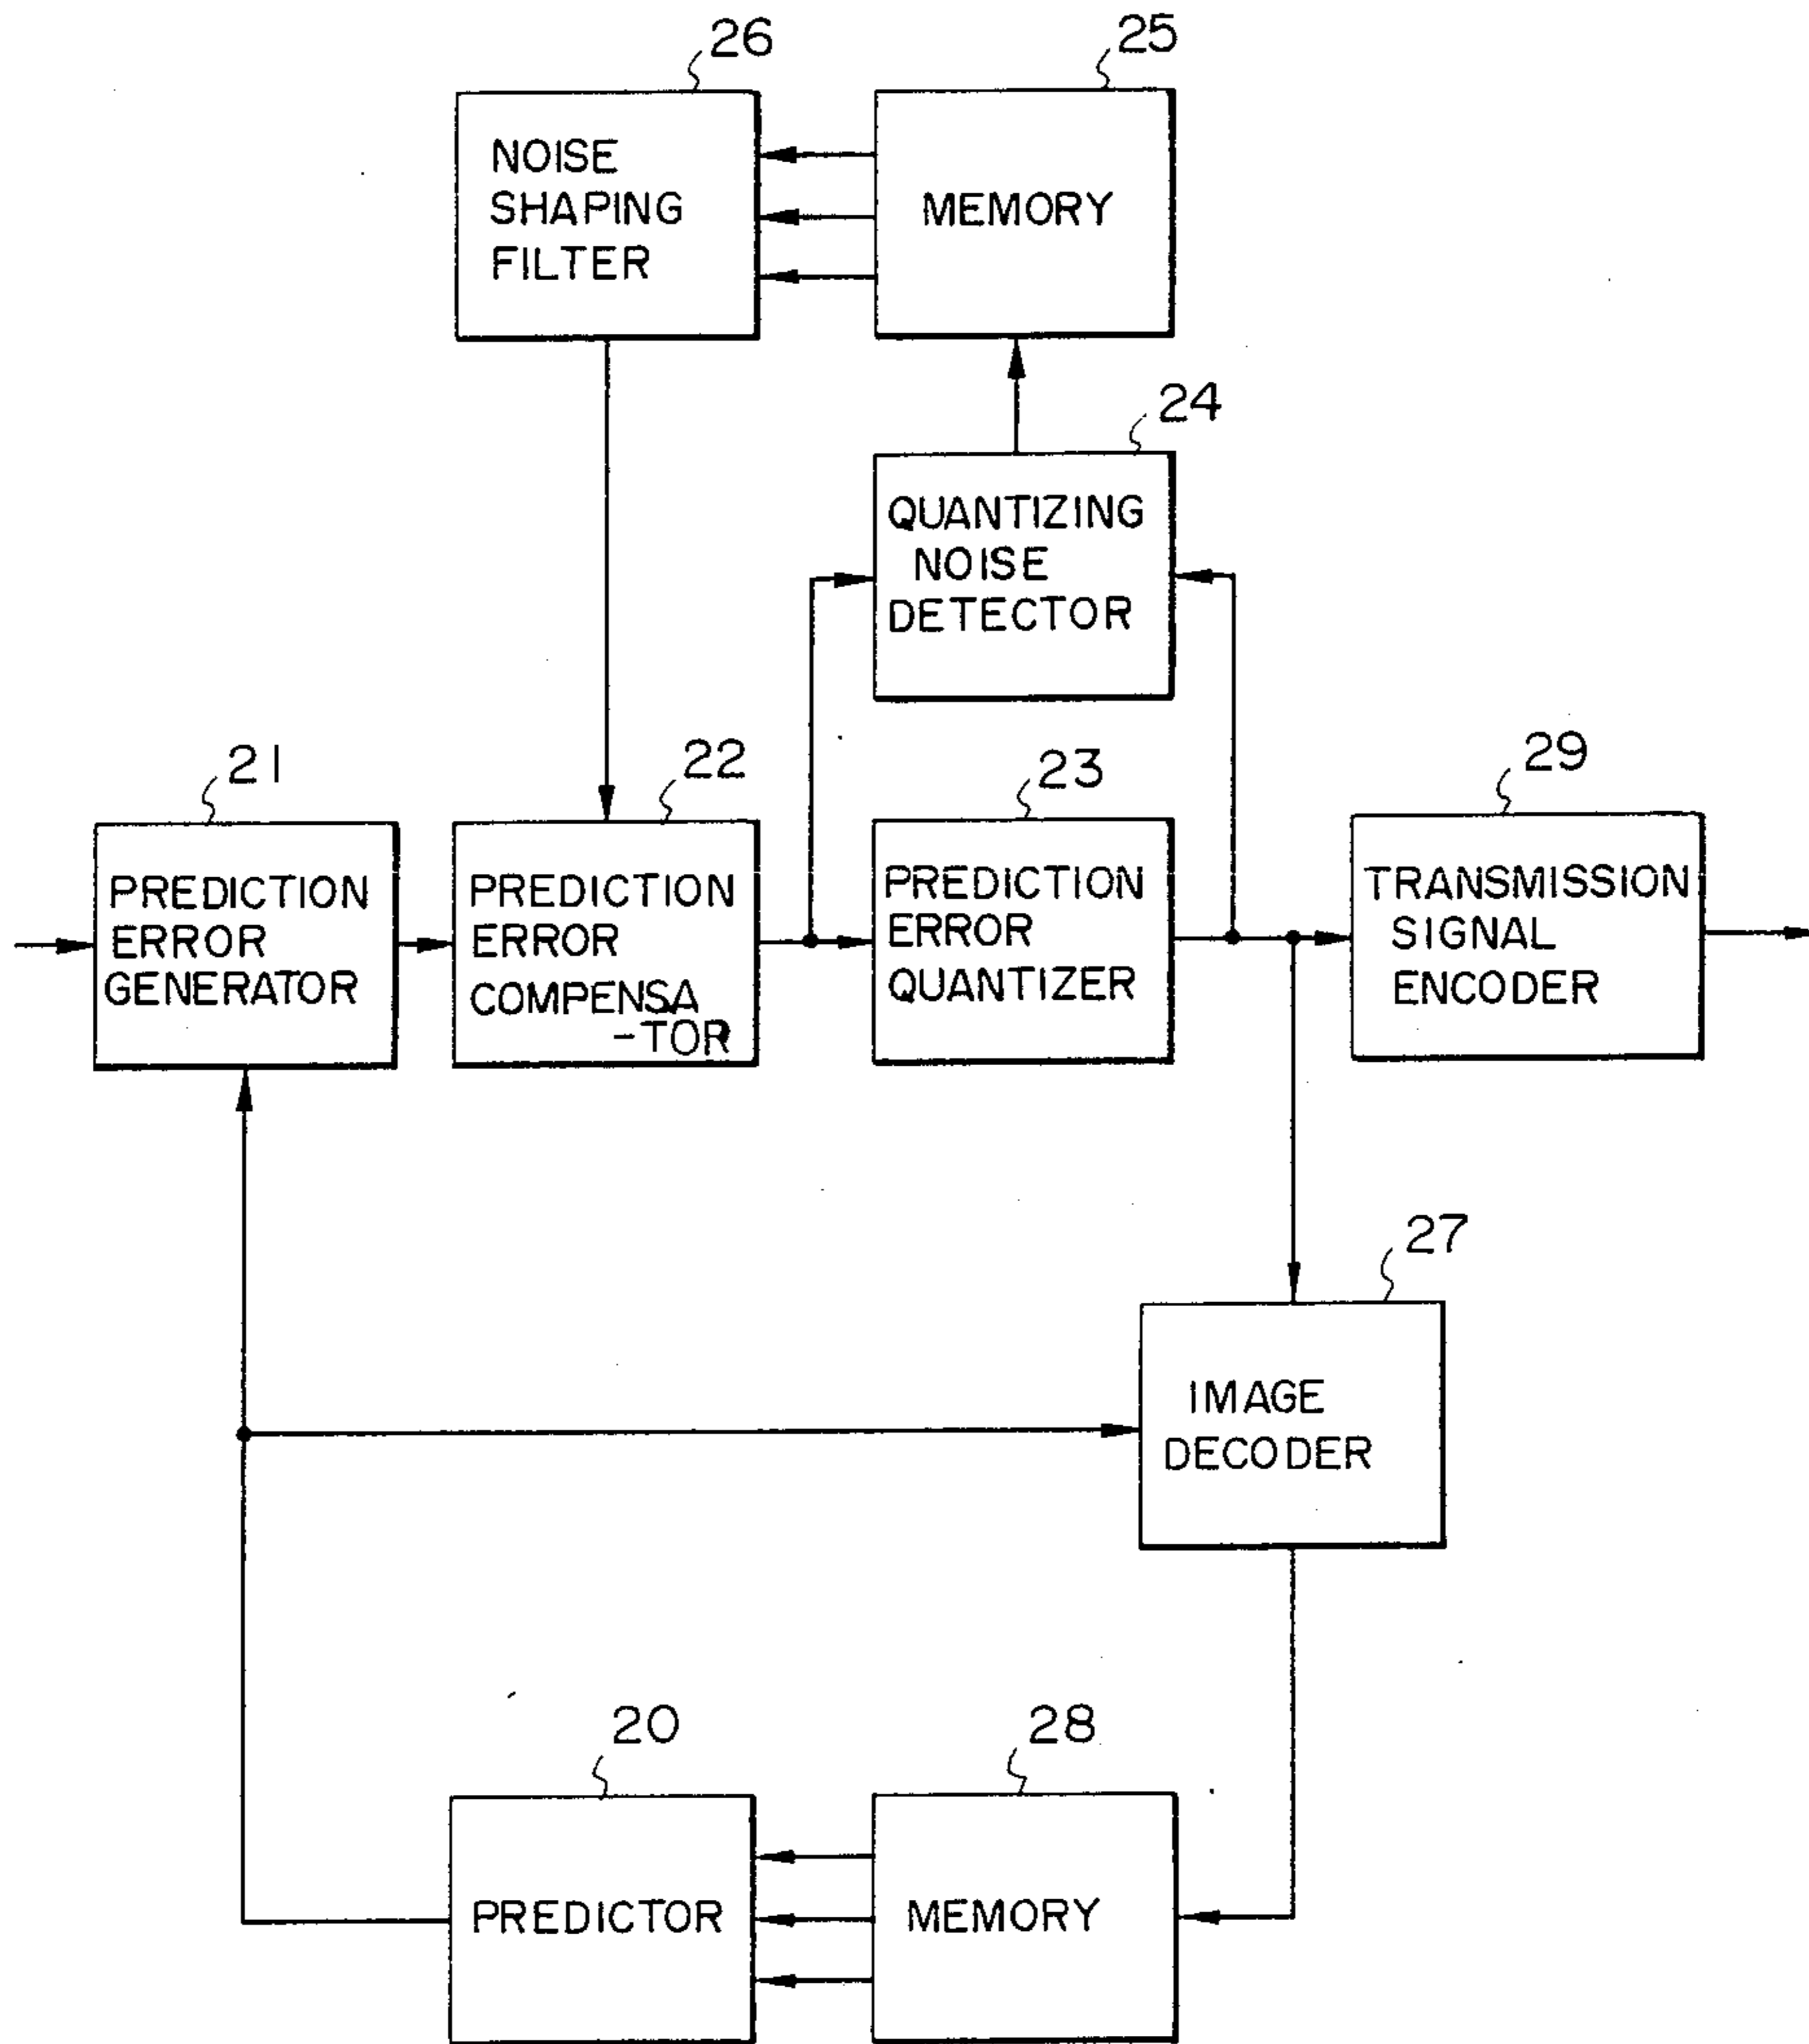 26
NOISE
SHAPING
FILTER
25
MEMORY
24
QUANTIZING
NOISE
DETECTOR
21
PREDICTION
ERROR
GENERATOR
22
PREDICTION
ERROR
COMPENSA
-TOR
23
PREDICTION
ERROR
QUANTIZER
29
TRANSMISSION
SIGNAL
ENCODER
27
IMAGE
DECODER
20
PREDICTOR
28
MEMORY